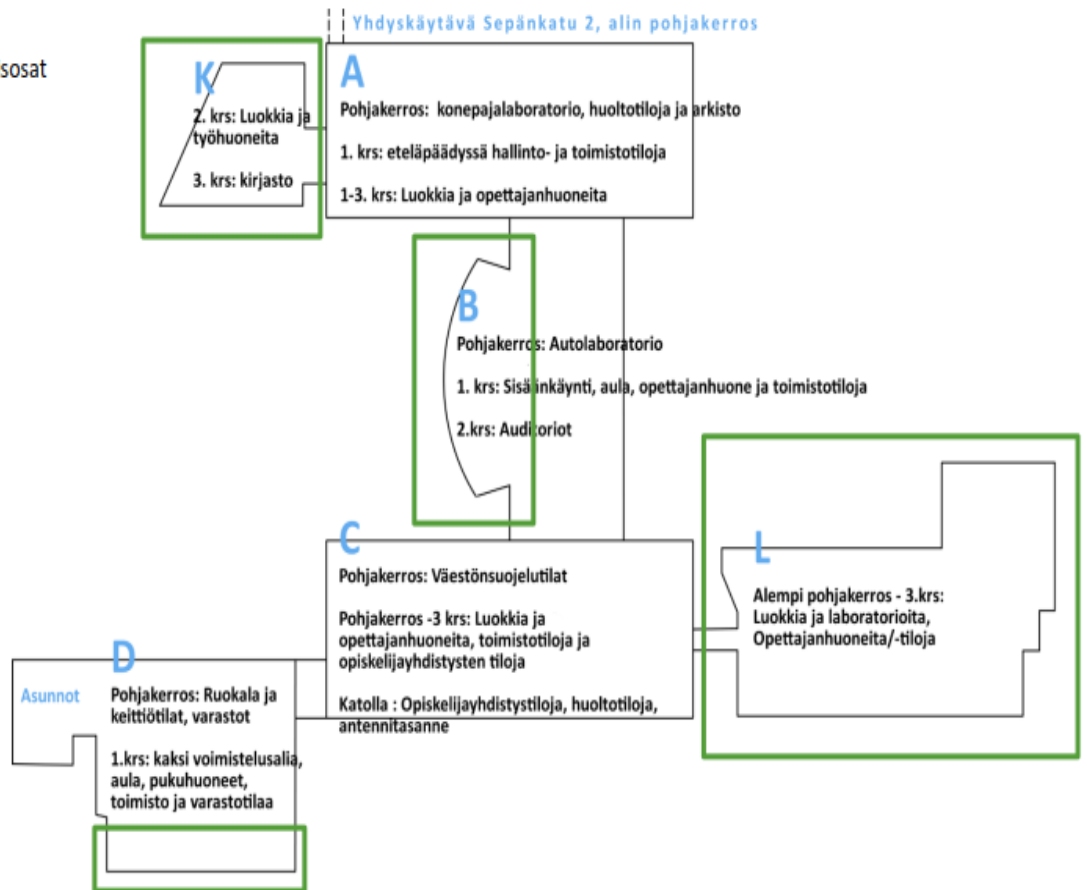 Yhdyskäytävä Sepänkatu 2, alin pohjakerros
sosat
K
2. krs: Luokkia ja
työhuoneita
3. krs: kirjasto
A
Pohjakerros: konepajalaboratorio, huoltotiloja ja arkisto
1. krs: eteläpäädyssä hallinto- ja toimistotiloja
1-3. krs: Luokkia ja opettajanhuoneita
B
Pohjakerros: Autolaboratorio
1. krs: Sisäänkäynti, aula, opettajanhuone ja toimistotiloja
2.krs: Auditoriot
C
Pohjakerros: Väestönsuojelutilat
Pohjakerros -3 krs: Luokkia ja
opettajanhuoneita, toimistotiloja ja
opiskelijayhdistysten tiloja
Katolla : Opiskelijayhdistystiloja, huoltotiloja,
antennitasanne
L
Alempi pohjakerros - 3.krs:
Luokkia ja laboratorioita,
Opettajanhuoneita/-tiloja
D
Asunnot
Pohjakerros: Ruokala ja
keittiötilat, varastot
1.krs: kaksi voimistelusalia,
aula, pukuhuoneet,
toimisto ja varastotilaa